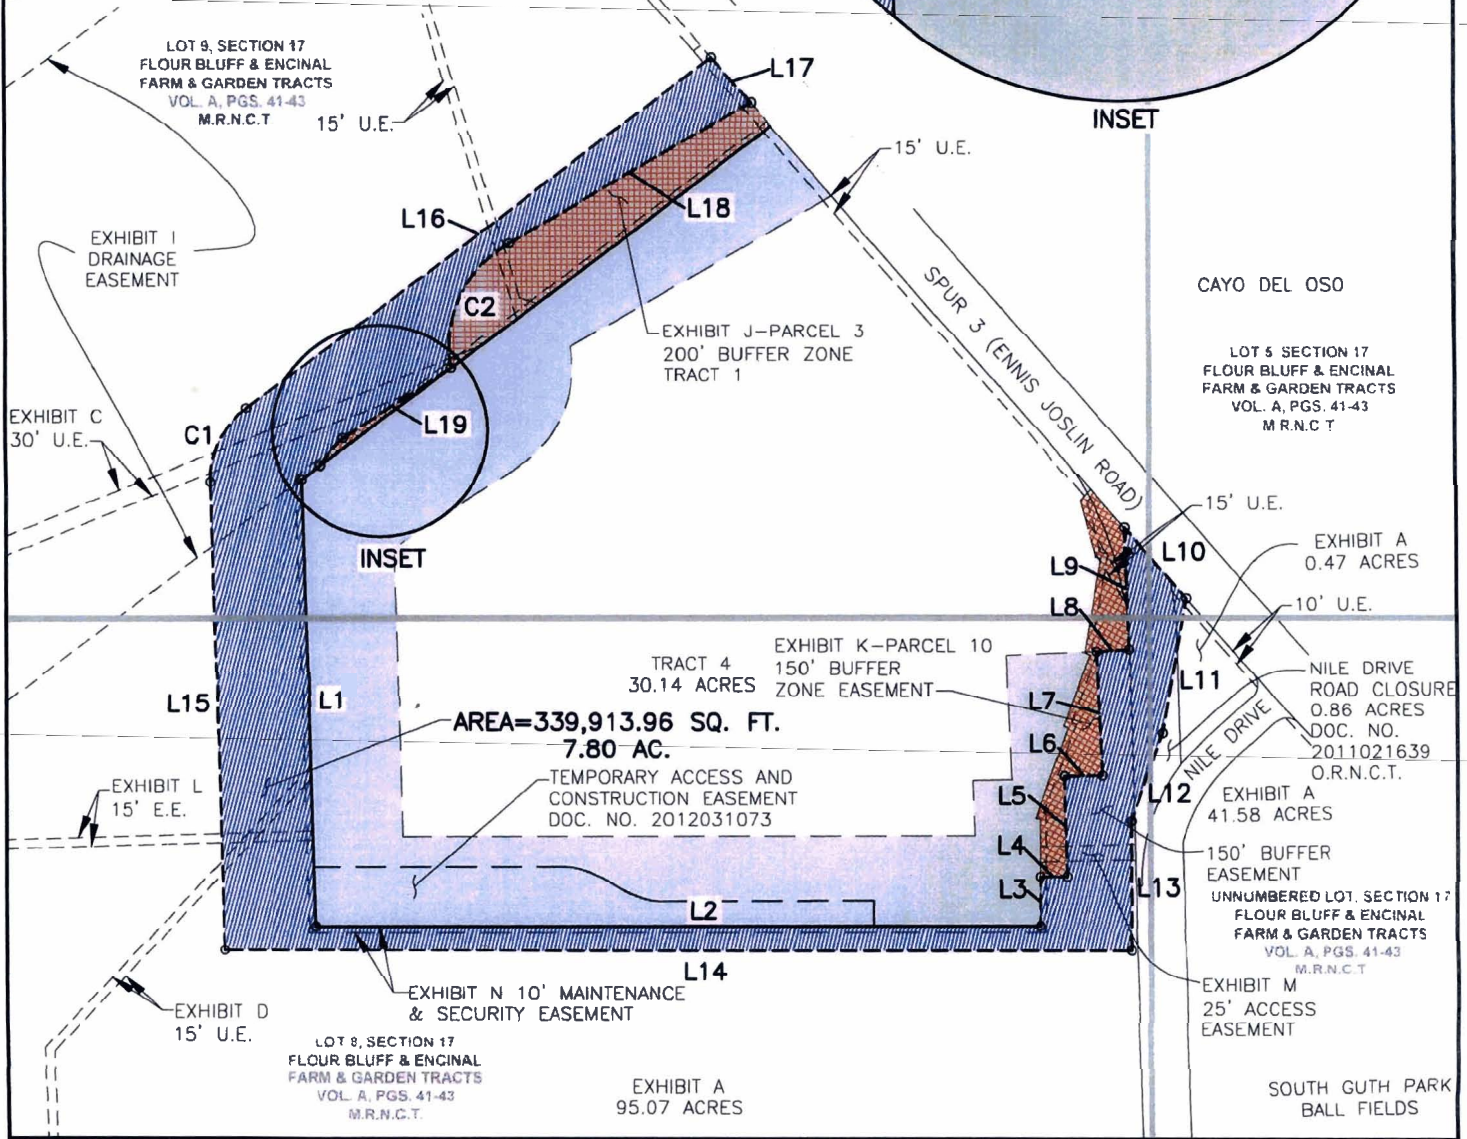 LOT 9, SECTION 17
FLOUR BLUFF & ENCINAL
FARM & GARDEN TRACTS
VOL. A, PGS. 41-43
M.R.N.C.T
15' U.E.
L17
INSET
15' U.E.
L16
L18
EXHIBIT I
DRAINAGE
EASEMENT
C2
EXHIBIT J-PARCEL 3
200' BUFFER ZONE
TRACT 1
SPUR 3 (ENNIS JOSLIN ROAD)
CAYO DEL OSO
LOT 5 SECTION 17
FLOUR BLUFF & ENCINAL
FARM & GARDEN TRACTS
VOL. A, PGS. 41-43
M R.N.C T
EXHIBIT C
30' U.E.
C1
L19
INSET
15' U.E.
L10
EXHIBIT A
0.47 ACRES
L9
L8
10' U.E.
TRACT 4
30.14 ACRES
EXHIBIT K-PARCEL 10
150' BUFFER
ZONE EASEMENT
L15
L1
L7
L11
NILE DRIVE
ROAD CLOSURE
0.86 ACRES
DOC. NO.
2011021639
O.R.N.C.T.
AREA=339,913.96 SQ. FT.
7.80 AC.
L6
NILE DRIVE
TEMPORARY ACCESS AND
CONSTRUCTION EASEMENT
DOC. NO. 2012031073
EXHIBIT L
15' E.E.
L5
L12
EXHIBIT A
41.58 ACRES
L4
150' BUFFER
EASEMENT
L3
L13
L2
UNNUMBERED LOT, SECTION 17
FLOUR BLUFF & ENCINAL
FARM & GARDEN TRACTS
VOL. A, PGS. 41-43
M.R.N.C.T
L14
EXHIBIT N 10' MAINTENANCE
& SECURITY EASEMENT
EXHIBIT M
25' ACCESS
EASEMENT
EXHIBIT D
15' U.E.
LOT 8, SECTION 17
FLOUR BLUFF & ENCINAL
FARM & GARDEN TRACTS
VOL. A, PGS. 41-43
M.R.N.C.T.
EXHIBIT A
95.07 ACRES
SOUTH GUTH PARK
BALL FIELDS